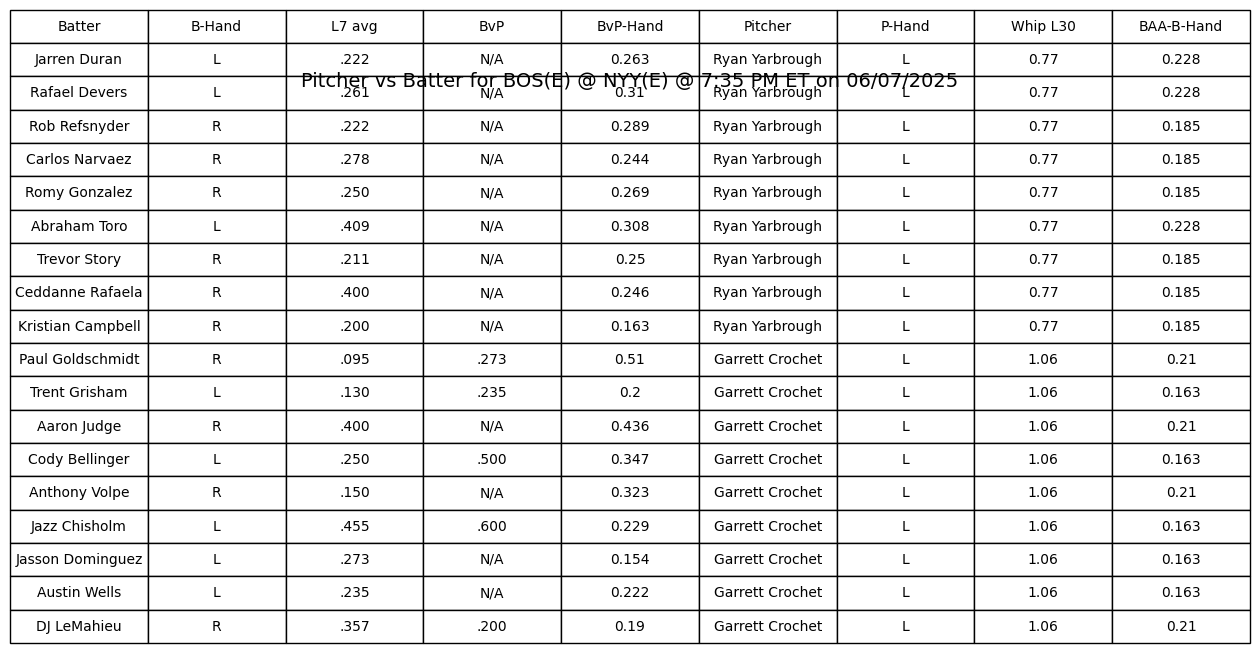 Batter B-Hand L7 avg BvP BvP-Hand Pitcher P-Hand Whip L30 BAA-B-Hand
Jarren Duran L .222 N/A 0.263 Ryan Yarbrough L 0.77 0.228
Pitcher vs Batter for BOS(E) @ NYY(E) @ 7:35 PM ET on 06/07/2025
Rafael Devers L .261 N/A 0.31 Ryan Yarbrough L 0.77 0.228
Rob Refsnyder R .222 N/A 0.289 Ryan Yarbrough L 0.77 0.185
Carlos Narvaez R .278 N/A 0.244 Ryan Yarbrough L 0.77 0.185
Romy Gonzalez R .250 N/A 0.269 Ryan Yarbrough L 0.77 0.185
Abraham Toro L .409 N/A 0.308 Ryan Yarbrough L 0.77 0.228
Trevor Story R .211 N/A 0.25 Ryan Yarbrough L 0.77 0.185
Ceddanne Rafaela R .400 N/A 0.246 Ryan Yarbrough L 0.77 0.185
Kristian Campbell R .200 N/A 0.163 Ryan Yarbrough L 0.77 0.185
Paul Goldschmidt R .095 .273 0.51 Garrett Crochet L 1.06 0.21
Trent Grisham L .130 .235 0.2 Garrett Crochet L 1.06 0.163
Aaron Judge R .400 N/A 0.436 Garrett Crochet L 1.06 0.21
Cody Bellinger L .250 .500 0.347 Garrett Crochet L 1.06 0.163
Anthony Volpe R .150 N/A 0.323 Garrett Crochet L 1.06 0.21
Jazz Chisholm L .455 .600 0.229 Garrett Crochet L 1.06 0.163
Jasson Dominguez L .273 N/A 0.154 Garrett Crochet L 1.06 0.163
Austin Wells L .235 N/A 0.222 Garrett Crochet L 1.06 0.163
DJ LeMahieu R .357 .200 0.19 Garrett Crochet L 1.06 0.21